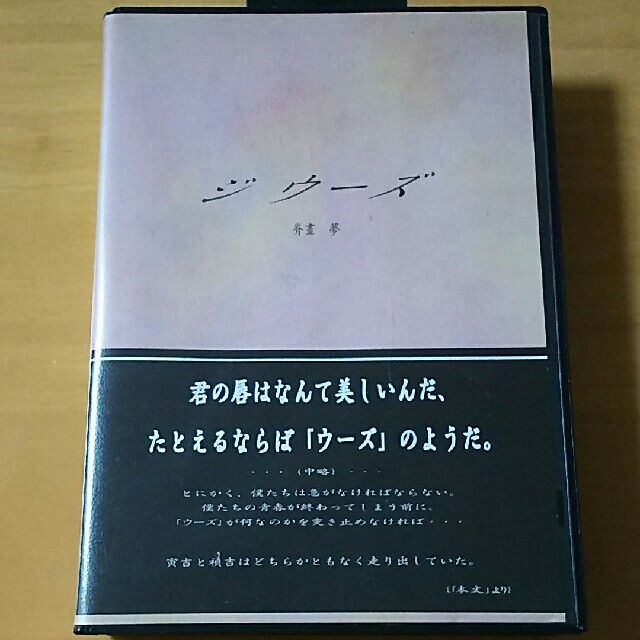 ジ ウーズ
夢
君の唇はなんて美しいんだ、
たとえるならば「ウーズ」のようだ。
・・・（中略）・・・
とにかく、僕たちは急がなければならない。
僕たちの青春が終わってしまう前に、
「ウーズ」が何なのかを突き止めなければ・・・
寅吉と禎吉はどちらかともなく走り出していた。
（「本文」より）